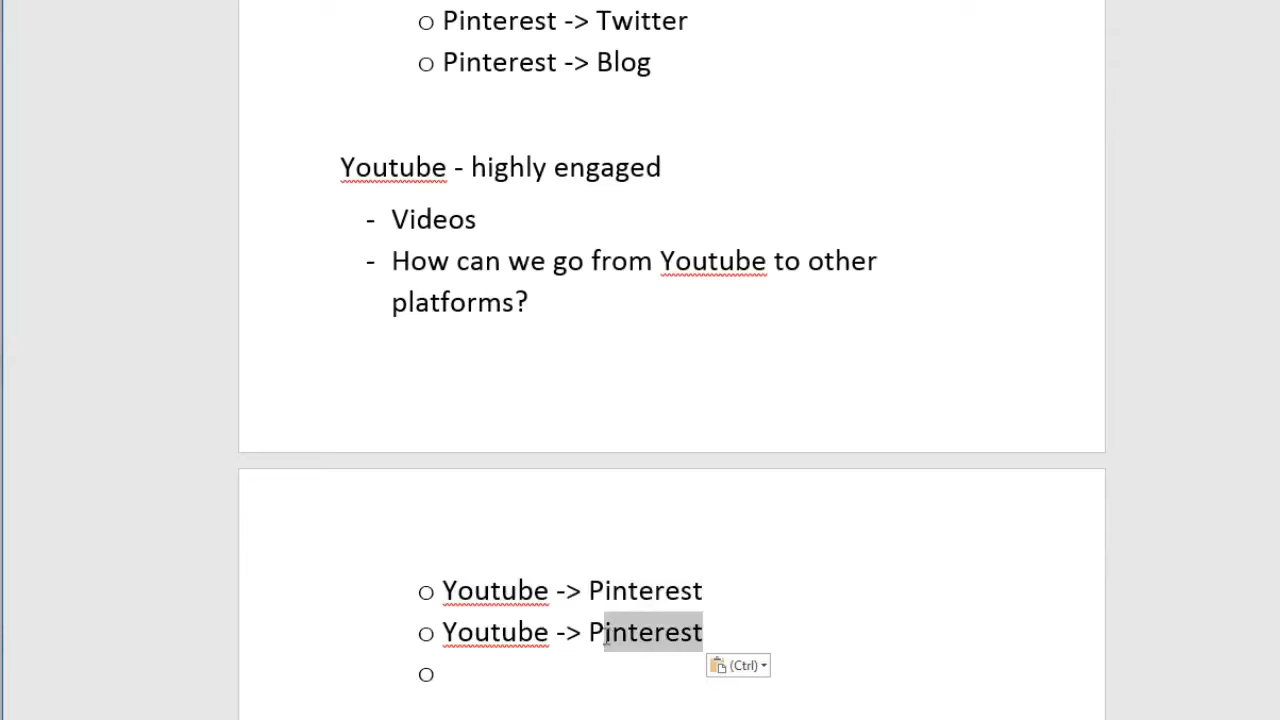 o Pinterest -> Twitter
o Pinterest -> Blog
Youtube - highly engaged
- Videos
- How can we go from Youtube to other
platforms?
o Youtube -> Pinterest
o Youtube -> Pinterest
(Ctrl)
o